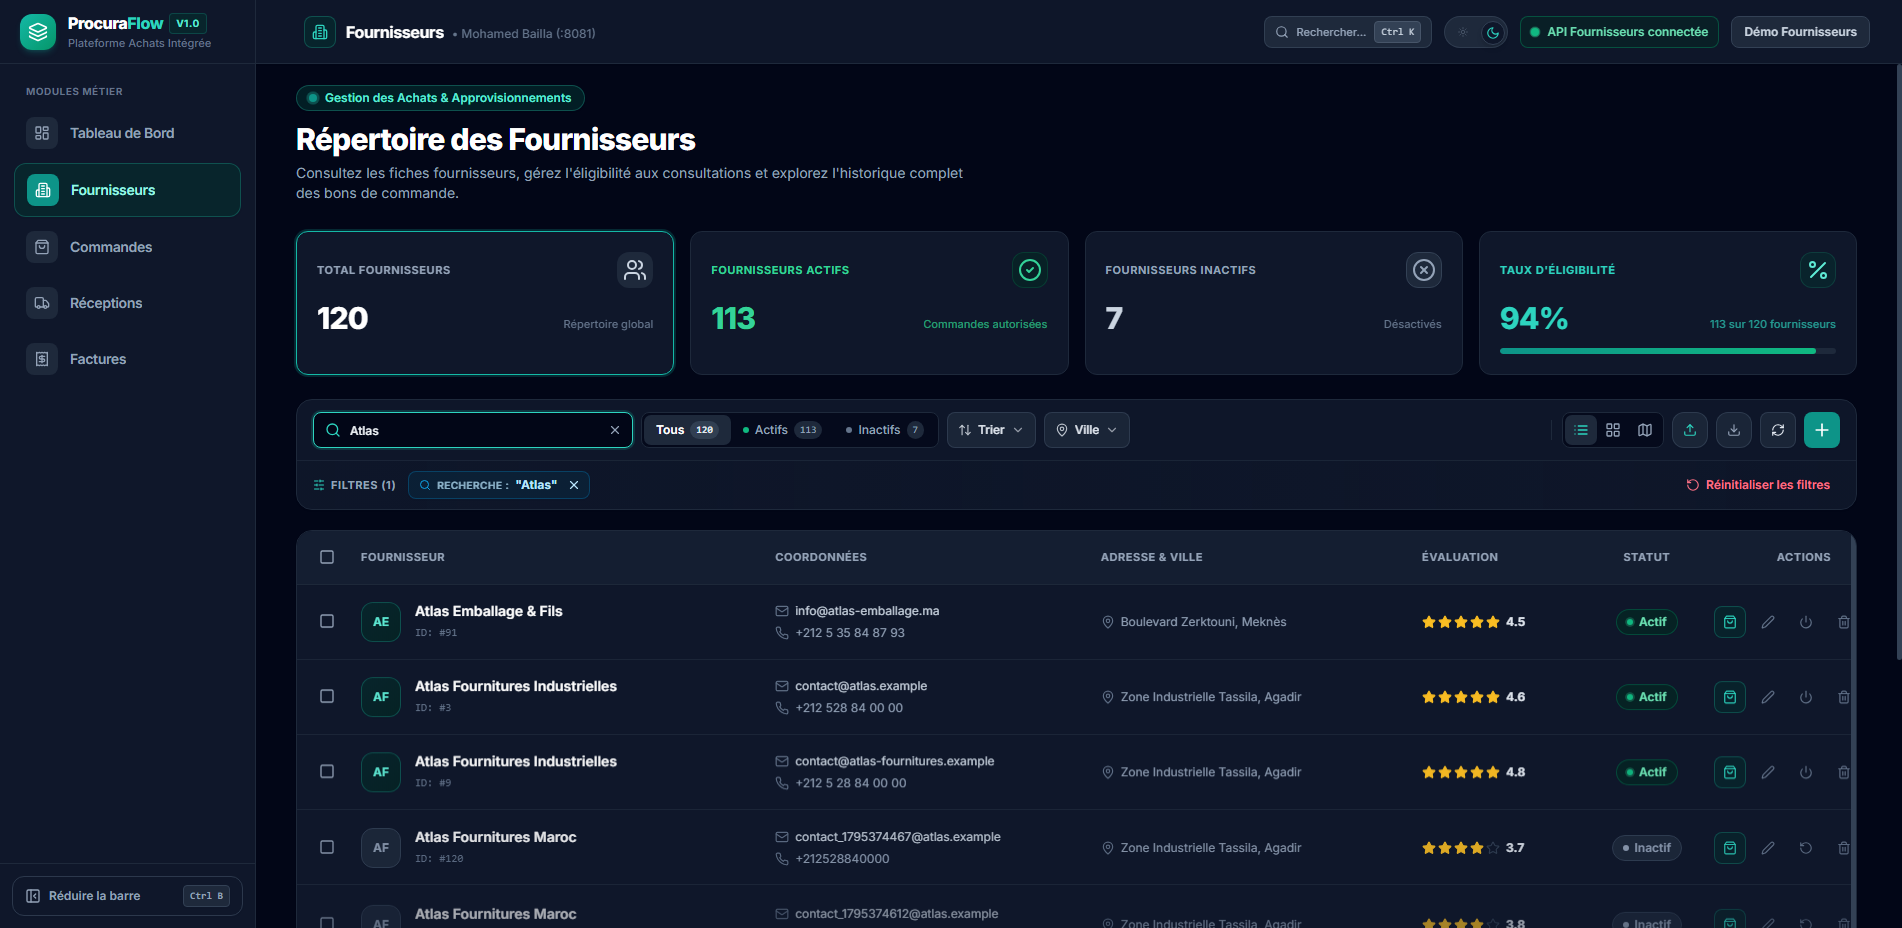 ProcuraFlow V1.0
Plateforme Achats Intégrée
MODULES MÉTIER
Tableau de Bord
Fournisseurs
Commandes
Réceptions
Factures
Réduire la barre Ctrl B
Fournisseurs • Mohamed Bailla (:8081)
Rechercher... Ctrl K
API Fournisseurs connectée
Démo Fournisseurs
Gestion des Achats & Approvisionnements
Répertoire des Fournisseurs
Consultez les fiches fournisseurs, gérez l'éligibilité aux consultations et explorez l'historique complet
des bons de commande.
TOTAL FOURNISSEURS
120
Répertoire global
FOURNISSEURS ACTIFS
113
Commandes autorisées
FOURNISSEURS INACTIFS
7
Désactivés
TAUX D'ÉLIGIBILITÉ
94%
113 sur 120 fournisseurs
Atlas
Tous 120
Actifs 113
Inactifs 7
Trier
Ville
FILTRES (1)
RECHERCHE : "Atlas"
Réinitialiser les filtres
FOURNISSEUR COORDONNÉES ADRESSE & VILLE ÉVALUATION STATUT ACTIONS
AE
Atlas Emballage & Fils
ID: #91
info@atlas-emballage.ma
+212 5 35 84 87 93
Boulevard Zerktouni, Meknès
4.5
Actif
AF
Atlas Fournitures Industrielles
ID: #3
contact@atlas.example
+212 528 84 00 00
Zone Industrielle Tassila, Agadir
4.6
Actif
AF
Atlas Fournitures Industrielles
ID: #9
contact@atlas-fournitures.example
+212 5 28 84 00 00
Zone Industrielle Tassila, Agadir
4.8
Actif
AF
Atlas Fournitures Maroc
ID: #120
contact_1795374467@atlas.example
+212528840000
Zone Industrielle Tassila, Agadir
3.7
Inactif
AF
Atlas Fournitures Maroc
contact_1795374612@atlas.example
Zone Industrielle Tassila, Agadir
3.8
Inactif